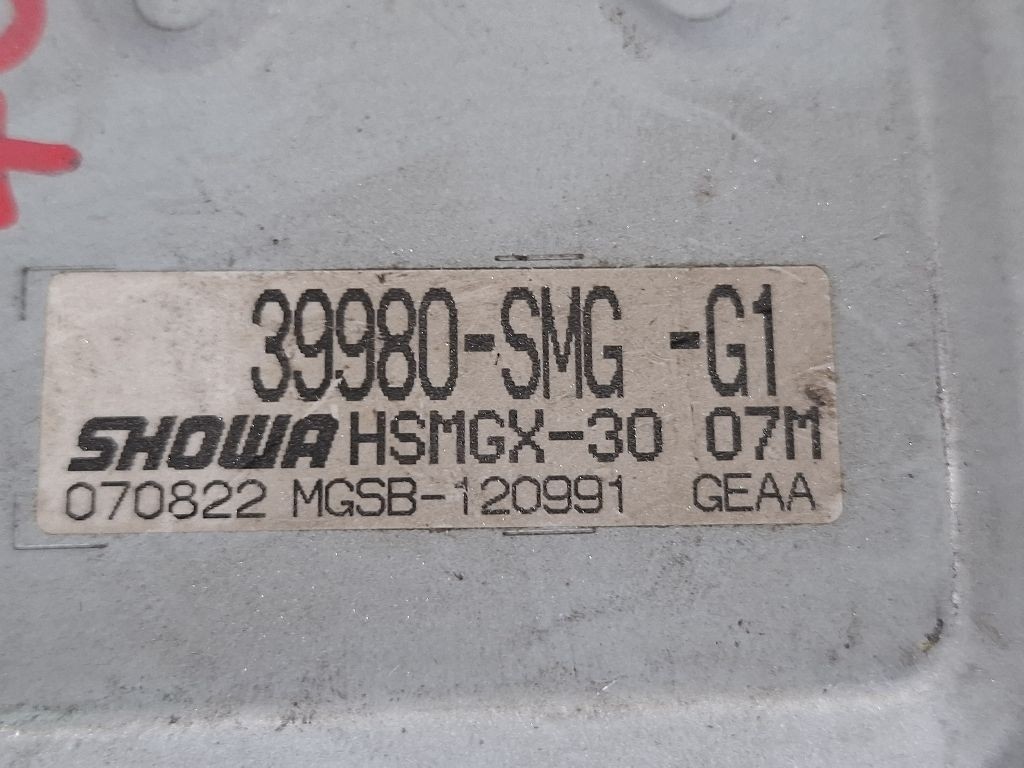 39980-SMG -G1
SHOWA HSMGX-30 07M
070822 MGSB-120991 GEAA